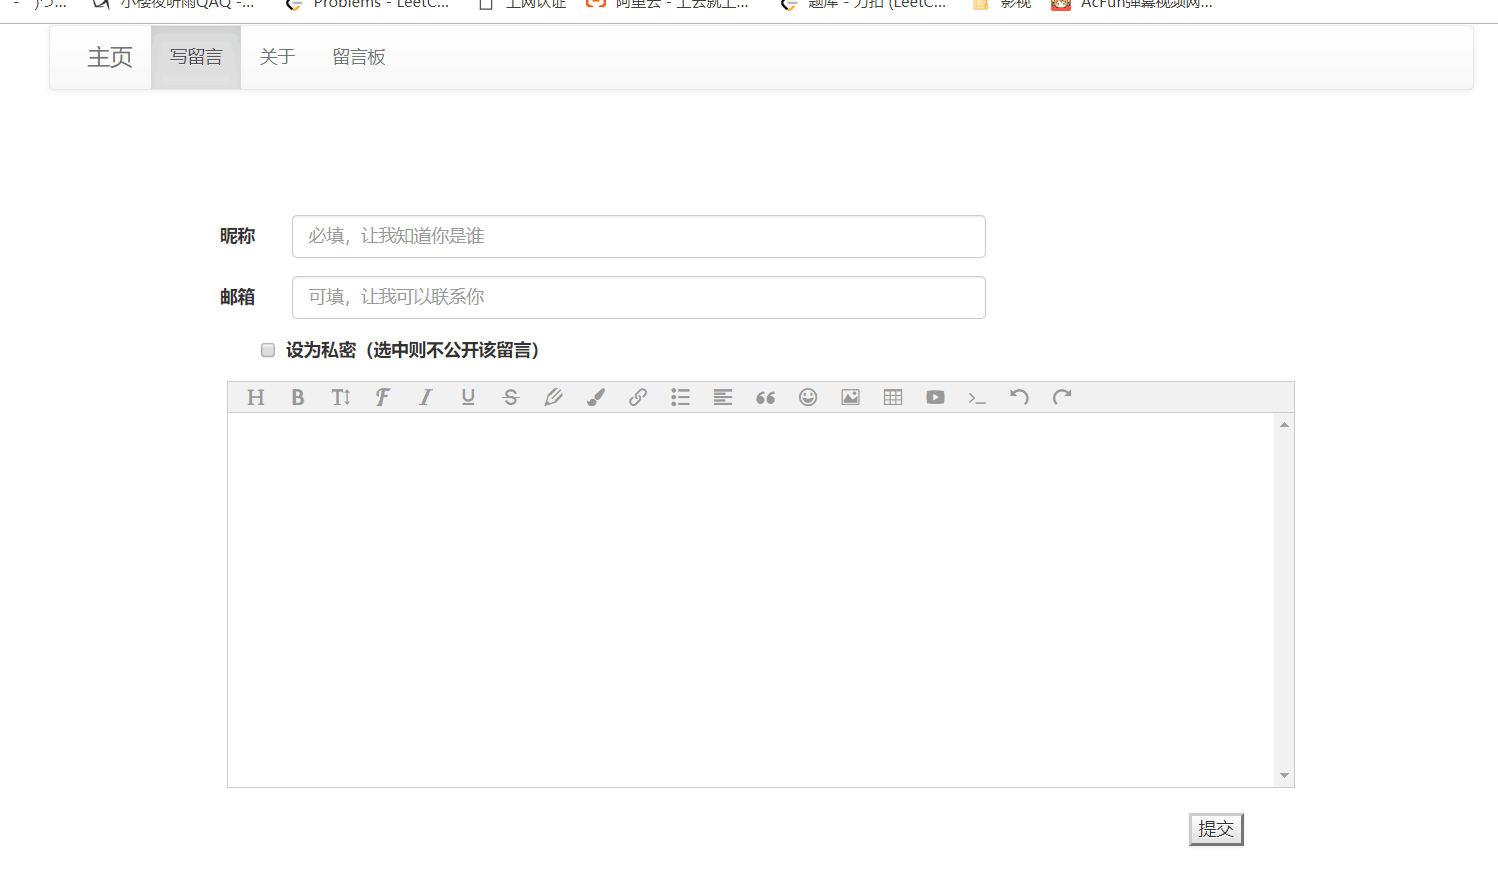 小楼夜听雨QAQ -... Problems - LeetC... 上网认证 阿里云 - 上云就上... 题库 - 力扣 (LeetC... 影视 AcFun弹幕视频网...
主页 写留言 关于 留言板
昵称 必填，让我知道你是谁
邮箱 可填，让我可以联系你
设为私密（选中则不公开该留言）
提交